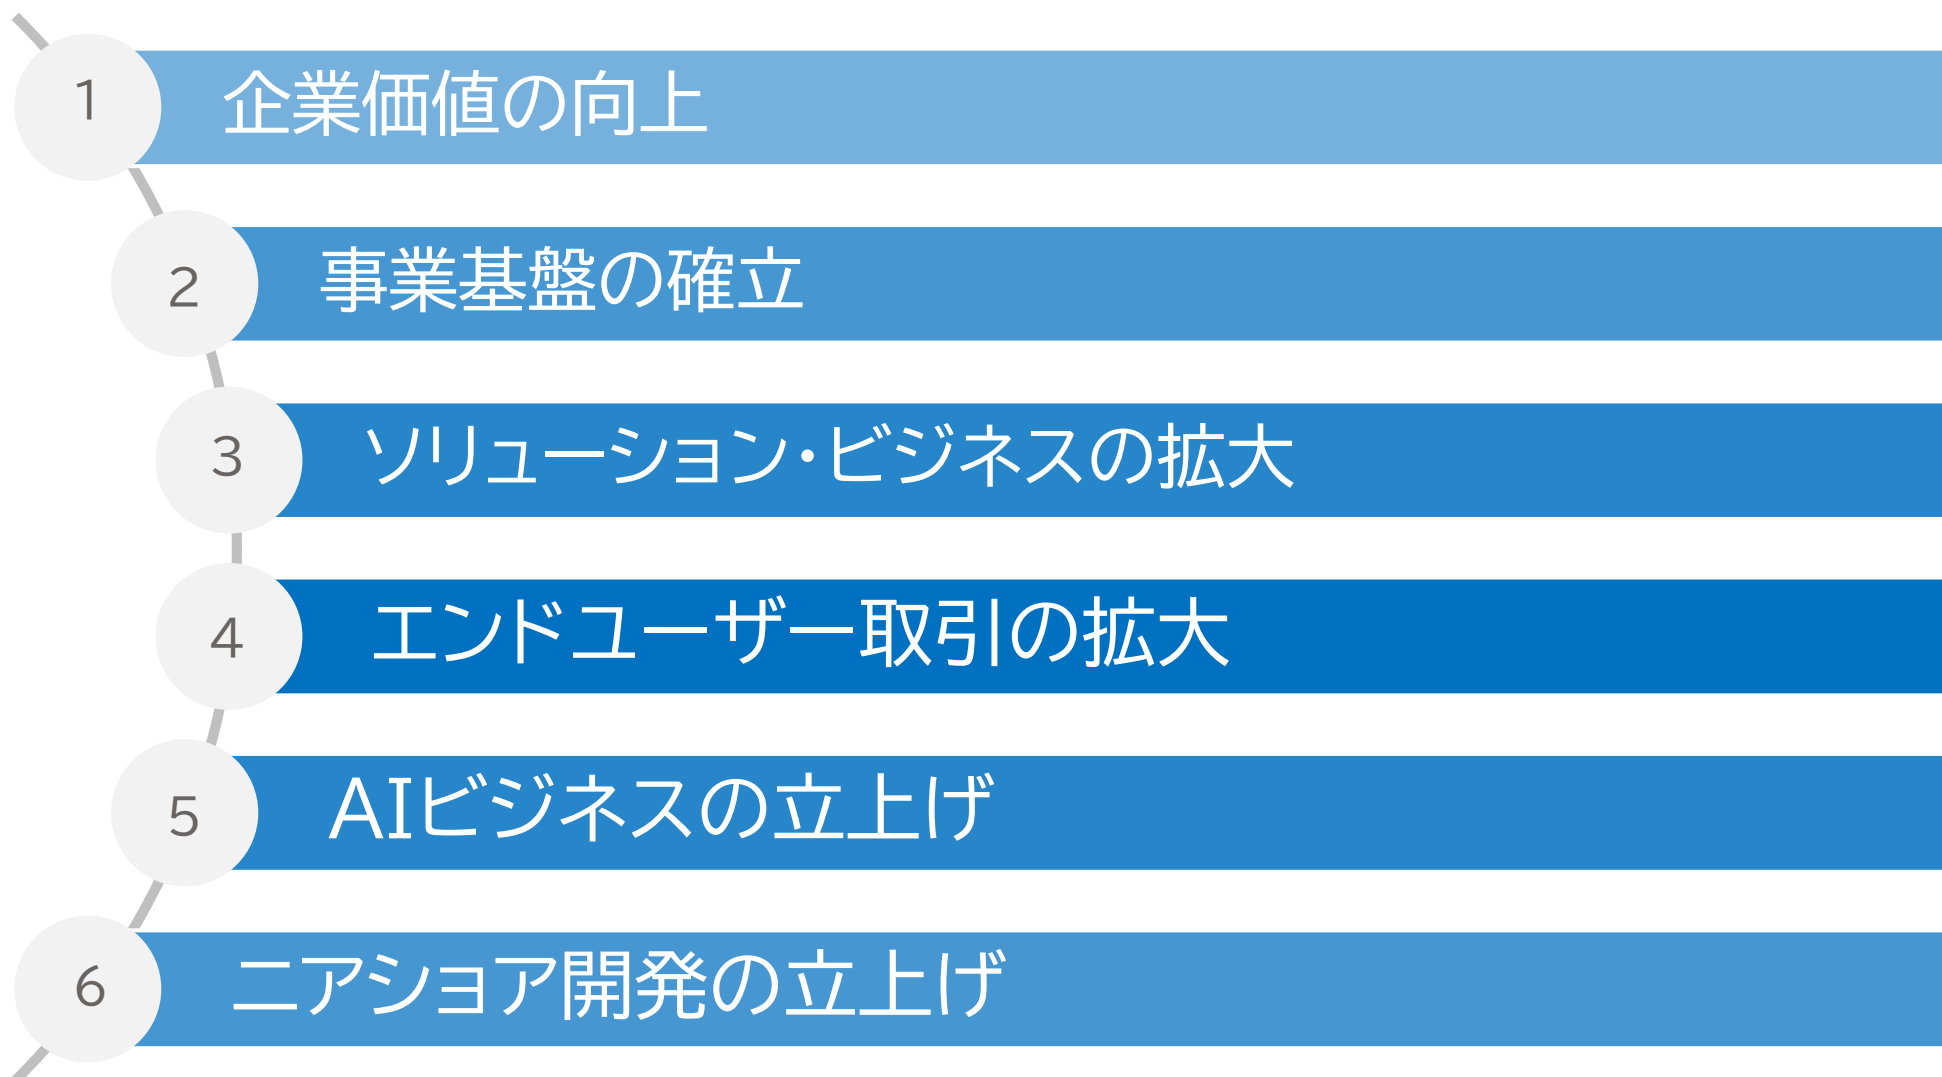 1 企業価値の向上
2 事業基盤の確立
3 ソリューション・ビジネスの拡大
4 エンドユーザー取引の拡大
5 AIビジネスの立上げ
6 ニアショア開発の立上げ